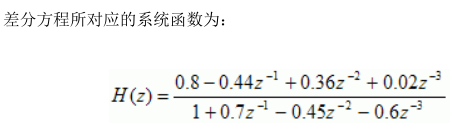 差分方程所对应的系统函数为：
H(z) = \frac{0.8 - 0.44z^{-1} + 0.36z^{-2} + 0.02z^{-3}}{1 + 0.7z^{-1} - 0.45z^{-2} - 0.6z^{-3}}